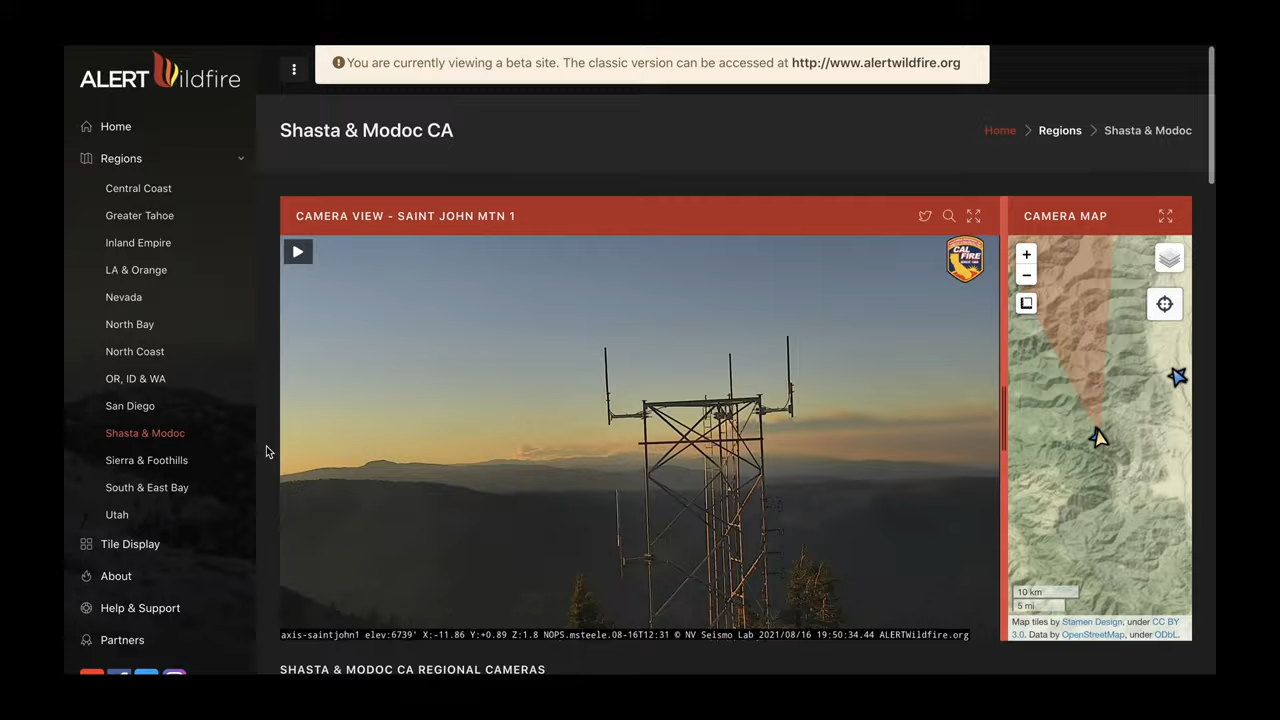 ALERT Wildfire
You are currently viewing a beta site. The classic version can be accessed at http://www.alertwildfire.org
Home
Regions
Central Coast
Greater Tahoe
Inland Empire
LA & Orange
Nevada
North Bay
North Coast
OR, ID & WA
San Diego
Shasta & Modoc
Sierra & Foothills
South & East Bay
Utah
Tile Display
About
Help & Support
Partners
Shasta & Modoc CA
Home > Regions > Shasta & Modoc
CAMERA VIEW - SAINT JOHN MTN 1
CAL
FIRE
axis-saintjohn1 elev:6739' X:-11.86 Y:+0.89 Z:1.8 NOPS.msteele.08-16T12:31 © NV Seismo Lab 2021/08/16 19:50:34.44 ALERTWildfire.org
CAMERA MAP
+
−
10 km
5 mi
Map tiles by Stamen Design, under CC BY
3.0. Data by OpenStreetMap, under ODbL.
SHASTA & MODOC CA REGIONAL CAMERAS